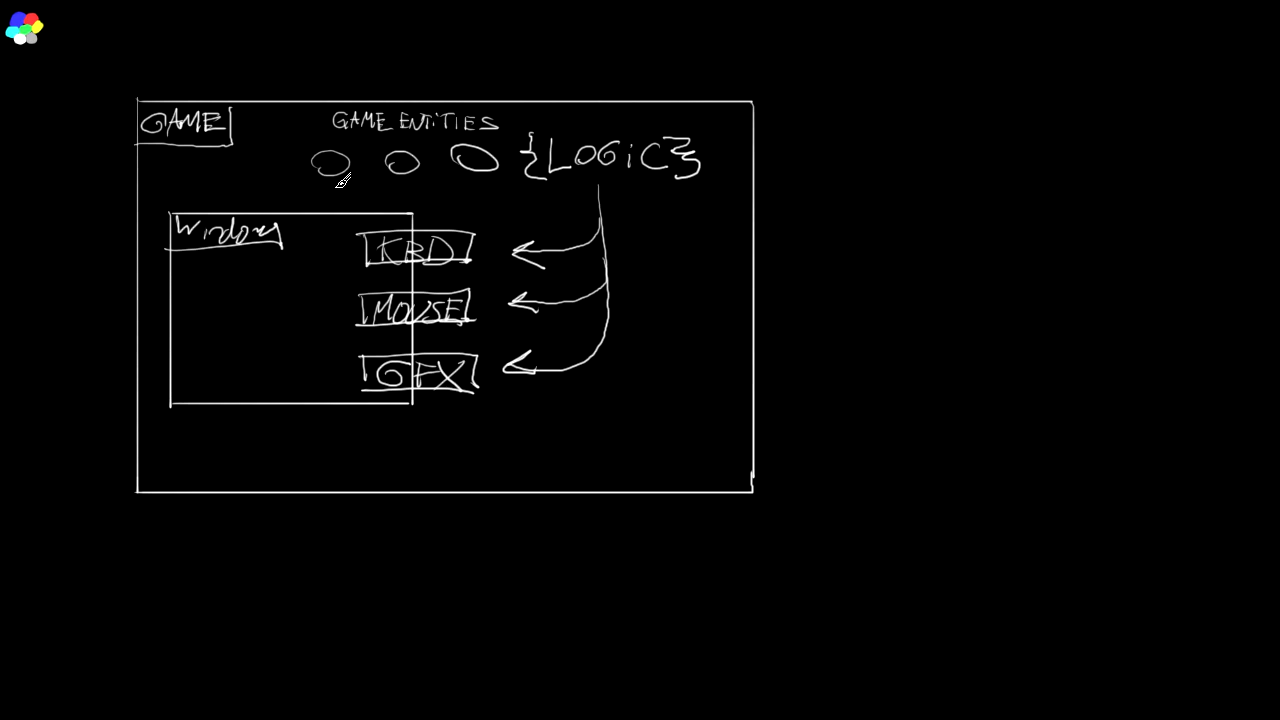 GAME
GAME ENTITIES
{LOGiC}
Window
KBD
MOUSE
GFX